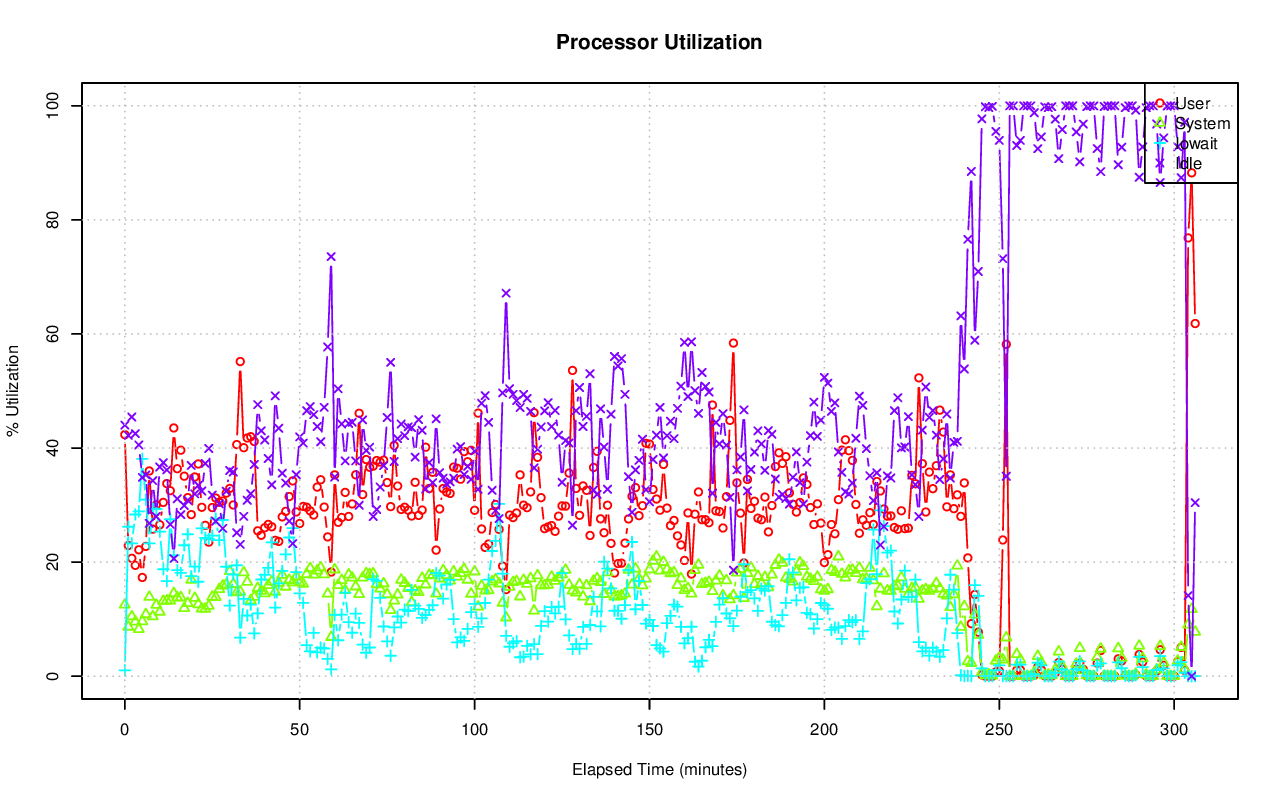 Processor Utilization
% Utilization
100
80
60
40
20
0
User
System
Iowait
Idle
0 50 100 150 200 250 300
Elapsed Time (minutes)